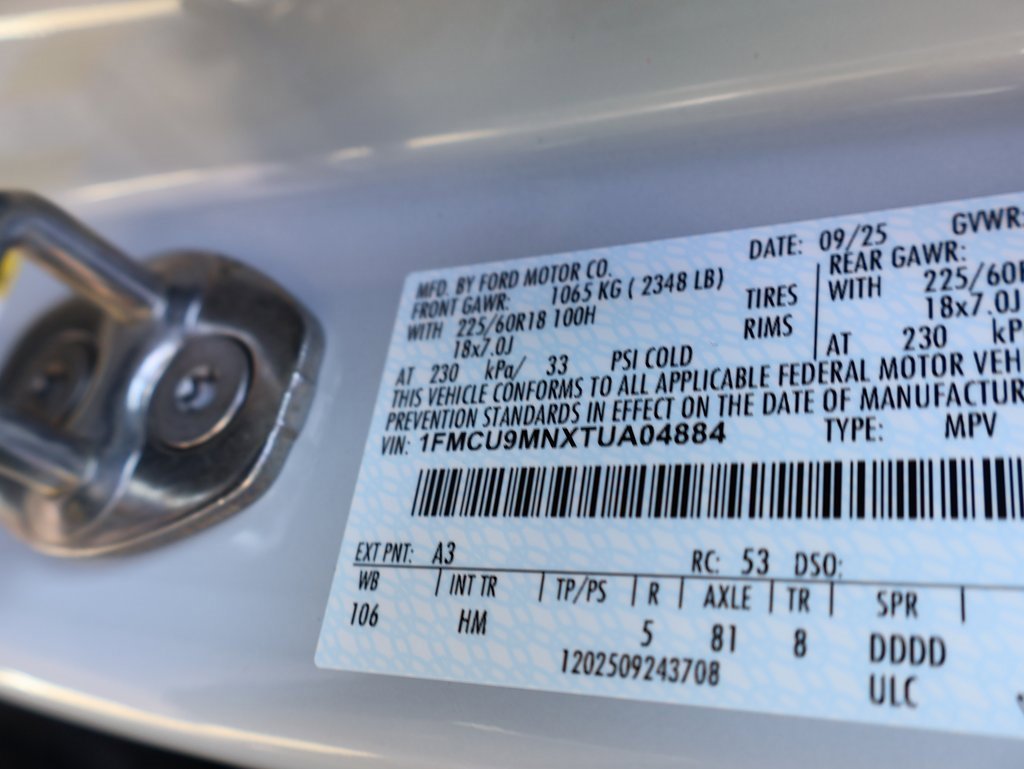 MFD. BY FORD MOTOR CO. DATE: 09/25 GVWR:
FRONT GAWR: 1065 KG ( 2348 LB) REAR GAWR:
WITH 225/60R18 100H TIRES WITH 225/60R
18x7.0J RIMS 18x7.0J
AT 230 kPa/ 33 PSI COLD AT 230 kP
THIS VEHICLE CONFORMS TO ALL APPLICABLE FEDERAL MOTOR VEH
PREVENTION STANDARDS IN EFFECT ON THE DATE OF MANUFACTUR
VIN: 1FMCU9MNXTUA04884 TYPE: MPV
EXT PNT: A3 RC: 53 DSO:
WB INT TR TP/PS R AXLE TR SPR
106 HM 5 81 8 DDDD
1202509243708 ULC